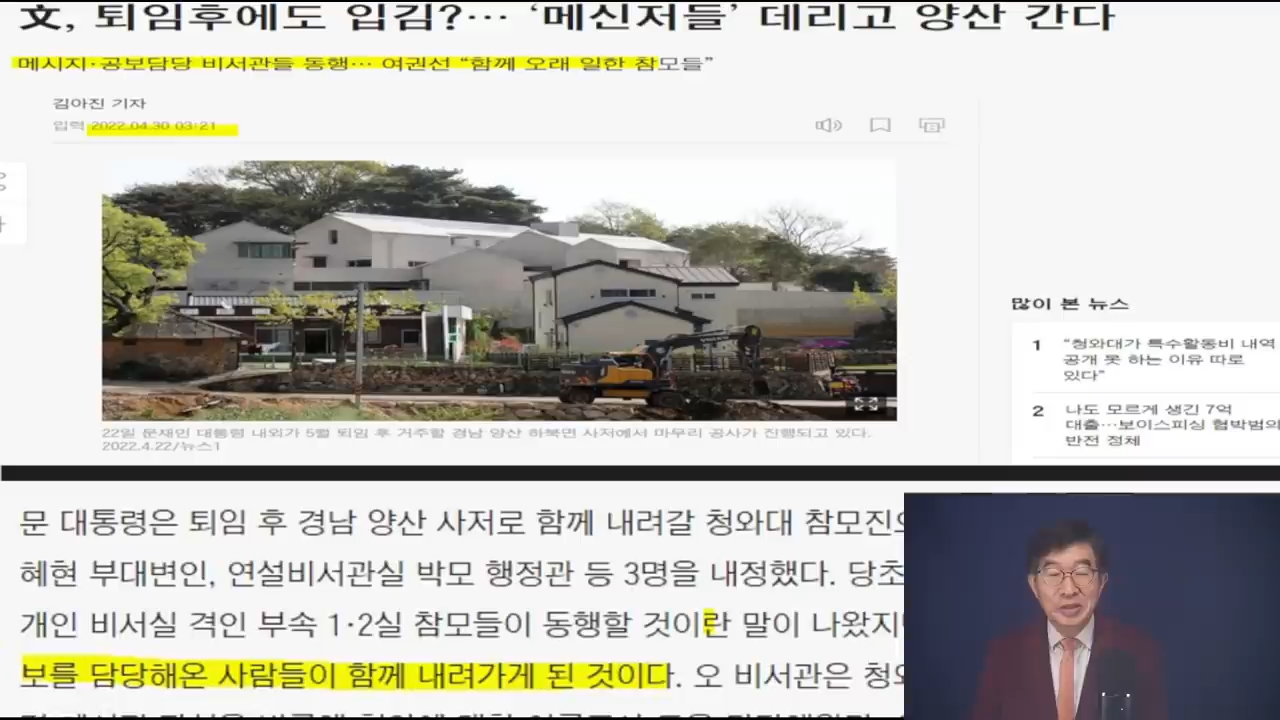 文, 퇴임후에도 입김?… ‘메신저들’ 데리고 양산 간다
메시지·공보담당 비서관들 동행… 여권선 “함께 오래 일한 참모들”
김아진 기자
입력 2022.04.30 03:21
22일 문재인 대통령 내외가 5월 퇴임 후 거주할 경남 양산 하북면 사저에서 마무리 공사가 진행되고 있다.
2022.4.22/뉴스1
많이 본 뉴스
1 “청와대가 특수활동비 내역
공개 못 하는 이유 따로
있다”
2 나도 모르게 생긴 7억
대출…보이스피싱 협박범의
반전 정체
문 대통령은 퇴임 후 경남 양산 사저로 함께 내려갈 청와대 참모진
혜현 부대변인, 연설비서관실 박모 행정관 등 3명을 내정했다. 당초
개인 비서실 격인 부속 1·2실 참모들이 동행할 것이란 말이 나왔지
보를 담당해온 사람들이 함께 내려가게 된 것이다. 오 비서관은 청